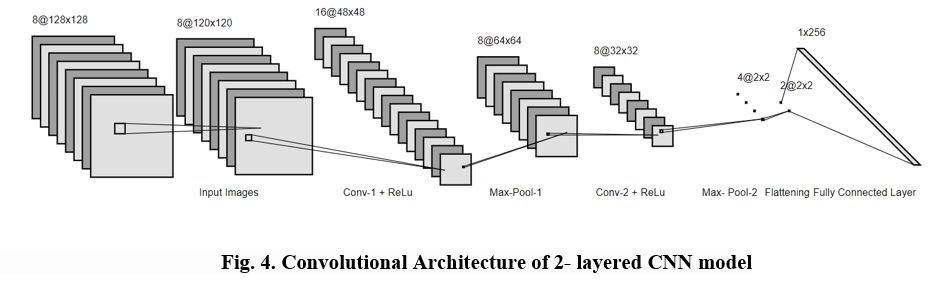 8@128x128
8@120x120
16@48x48
8@64x64
8@32x32
4@2x2
2@2x2
1x256
Input Images
Conv-1 + ReLu
Max-Pool-1
Conv-2 + ReLu
Max- Pool-2
Flattening Fully Connected Layer
Fig. 4. Convolutional Architecture of 2- layered CNN model